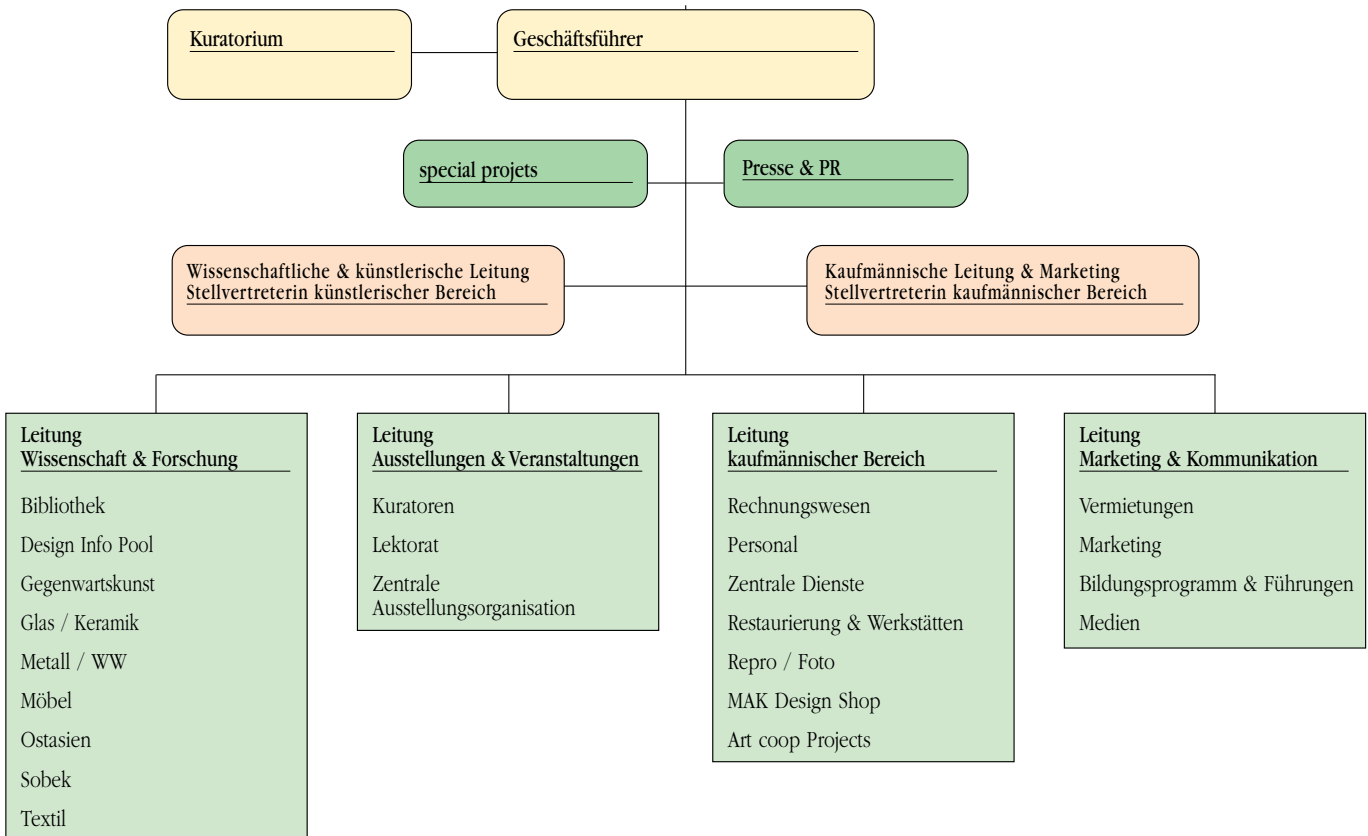 Kuratorium
Geschäftsführer
special projets
Presse & PR
Wissenschaftliche & künstlerische Leitung
Stellvertreterin künstlerischer Bereich
Kaufmännische Leitung & Marketing
Stellvertreterin kaufmännischer Bereich
Leitung
Wissenschaft & Forschung
Bibliothek
Design Info Pool
Gegenwartskunst
Glas / Keramik
Metall / WW
Möbel
Ostasien
Sobek
Textil
Leitung
Ausstellungen & Veranstaltungen
Kuratoren
Lektorat
Zentrale
Ausstellungsorganisation
Leitung
kaufmännischer Bereich
Rechnungswesen
Personal
Zentrale Dienste
Restaurierung & Werkstätten
Repro / Foto
MAK Design Shop
Art coop Projects
Leitung
Marketing & Kommunikation
Vermietungen
Marketing
Bildungsprogramm & Führungen
Medien